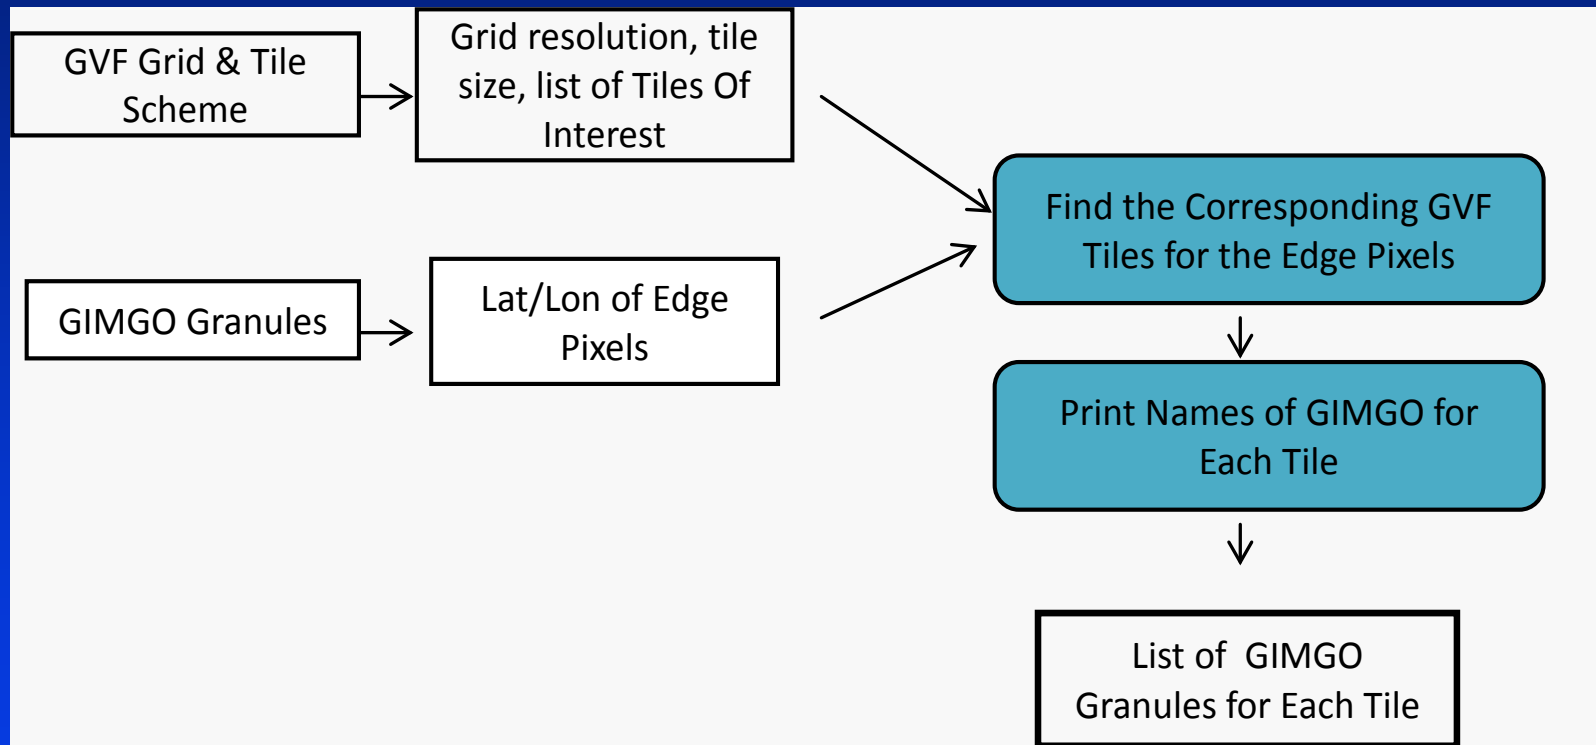 GVF Grid & Tile
Scheme
Grid resolution, tile
size, list of Tiles Of
Interest
GIMGO Granules
Lat/Lon of Edge
Pixels
Find the Corresponding GVF
Tiles for the Edge Pixels
Print Names of GIMGO for
Each Tile
List of GIMGO
Granules for Each Tile